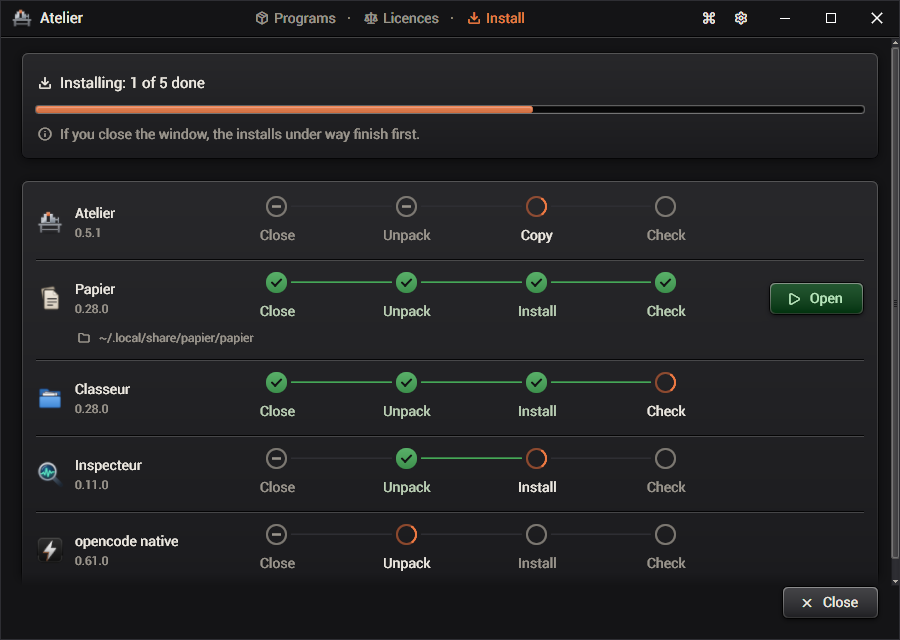 Atelier
Programs · Licences · Install
Installing: 1 of 5 done
If you close the window, the installs under way finish first.
Atelier
0.5.1
Close Unpack Copy Check
Papier
0.28.0
Close Unpack Install Check
Open
~/.local/share/papier/papier
Classeur
0.28.0
Close Unpack Install Check
Inspecteur
0.11.0
Close Unpack Install Check
opencode native
0.61.0
Close Unpack Install Check
Close